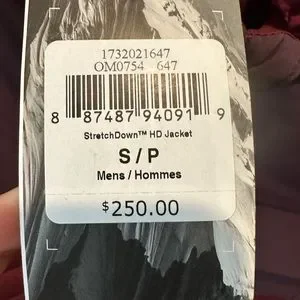 1732021647
OM0754 647
8 87487 94091 9
StretchDown™ HD Jacket
S / P
Mens / Hommes
$250.00